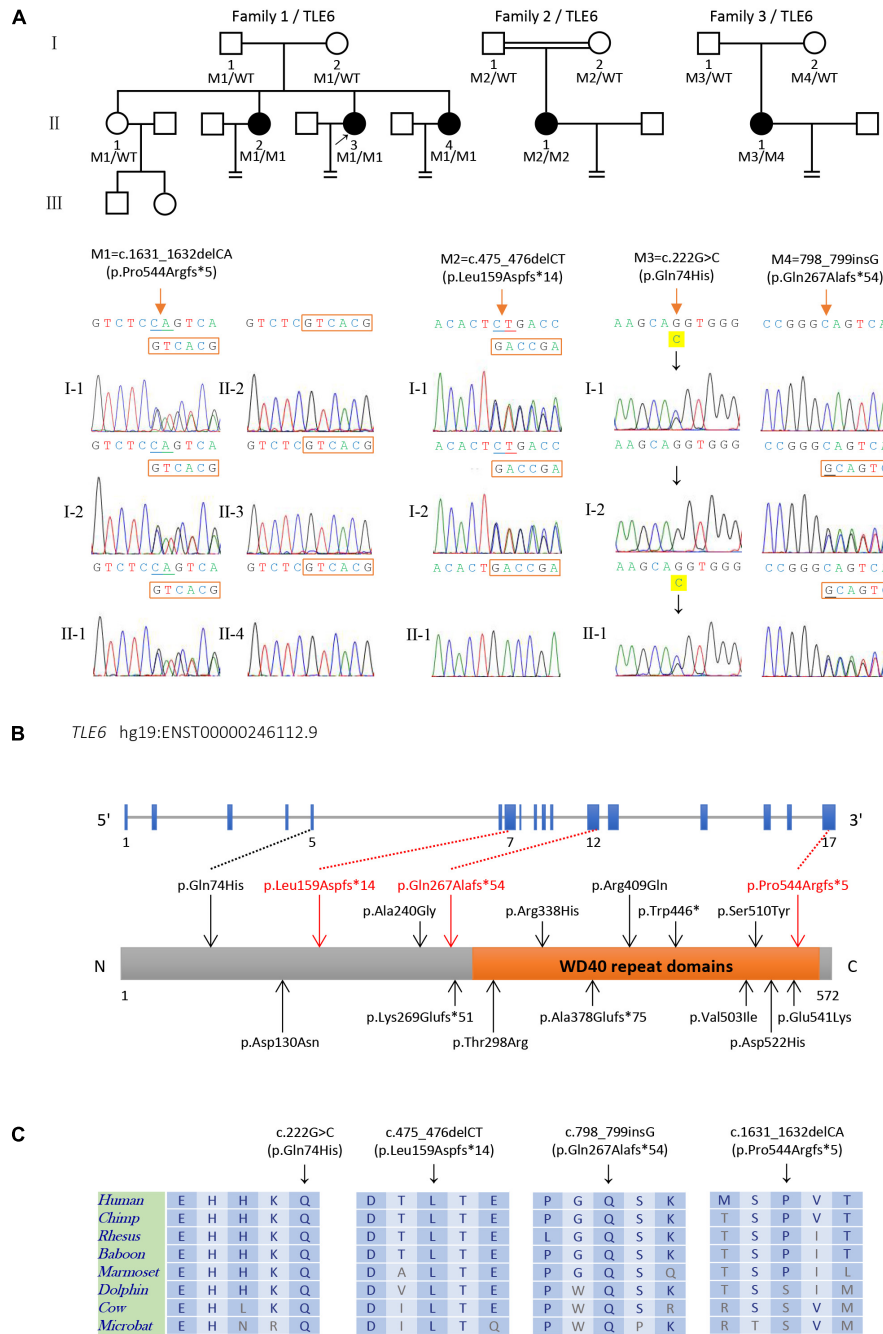 A
Family 1 / TLE6 Family 2 / TLE6 Family 3 / TLE6
I
1 2 1 2 1 2
M1/WT M1/WT M2/WT M2/WT M3/WT M4/WT
II
1 2 3 4 1 1
M1/WT M1/M1 M1/M1 M1/M1 M2/M2 M3/M4
III
M1=c.1631_1632delCA M2=c.475_476delCT M3=c.222G>C M4=798_799insG
(p.Pro544Argfs*5) (p.Leu159Aspfs*14) (p.Gln74His) (p.Gln267Alafs*54)
GTCTCCAGTCA GTCTCGTCACG ACACTCTGACC AAGCAGGTGGG CCGGGCAGTCA
GTCACG GACCGA C
I-1 II-2 I-1 I-1
GTCTCCAGTCA GTCTCGTCACG ACACTCTGACC AAGCAGGTGGG CCGGGCAGTCA
GTCACG GACCGA GCAGTC
I-2 II-3 I-2 I-2
GTCTCCAGTCA GTCTCGTCACG ACACTGACCGA AAGCAGGTGGG CCGGGCAGTCA
GTCACG C GCAGTC
II-1 II-4 II-1 II-1
B
TLE6 hg19:ENST00000246112.9
5' 3'
1 5 7 12 17
p.Gln74His p.Leu159Aspfs*14 p.Gln267Alafs*54 p.Arg409Gln p.Pro544Argfs*5
p.Ala240Gly p.Arg338His p.Trp446* p.Ser510Tyr
N WD40 repeat domains C
1 572
p.Lys269Glufs*51 p.Ala378Glufs*75 p.Val503Ile p.Glu541Lys
p.Asp130Asn p.Thr298Arg p.Asp522His
C
c.222G>C c.475_476delCT c.798_799insG c.1631_1632delCA
(p.Gln74His) (p.Leu159Aspfs*14) (p.Gln267Alafs*54) (p.Pro544Argfs*5)
Human E H H K Q D T L T E P G Q S K M S P V T
Chimp E H H K Q D T L T E P G Q S K T S P V T
Rhesus E H H K Q D T L T E L G Q S K T S P I T
Baboon E H H K Q D T L T E P G Q S K T S P I T
Marmoset E H H K Q D A L T E P G Q S Q T S P I L
Dolphin E H H K Q D V L T E P W Q S K T S S I M
Cow E H L K Q D I L T E P W Q S R R S S V M
Microbat E H N R Q D I L T Q P W Q P K R T S V M